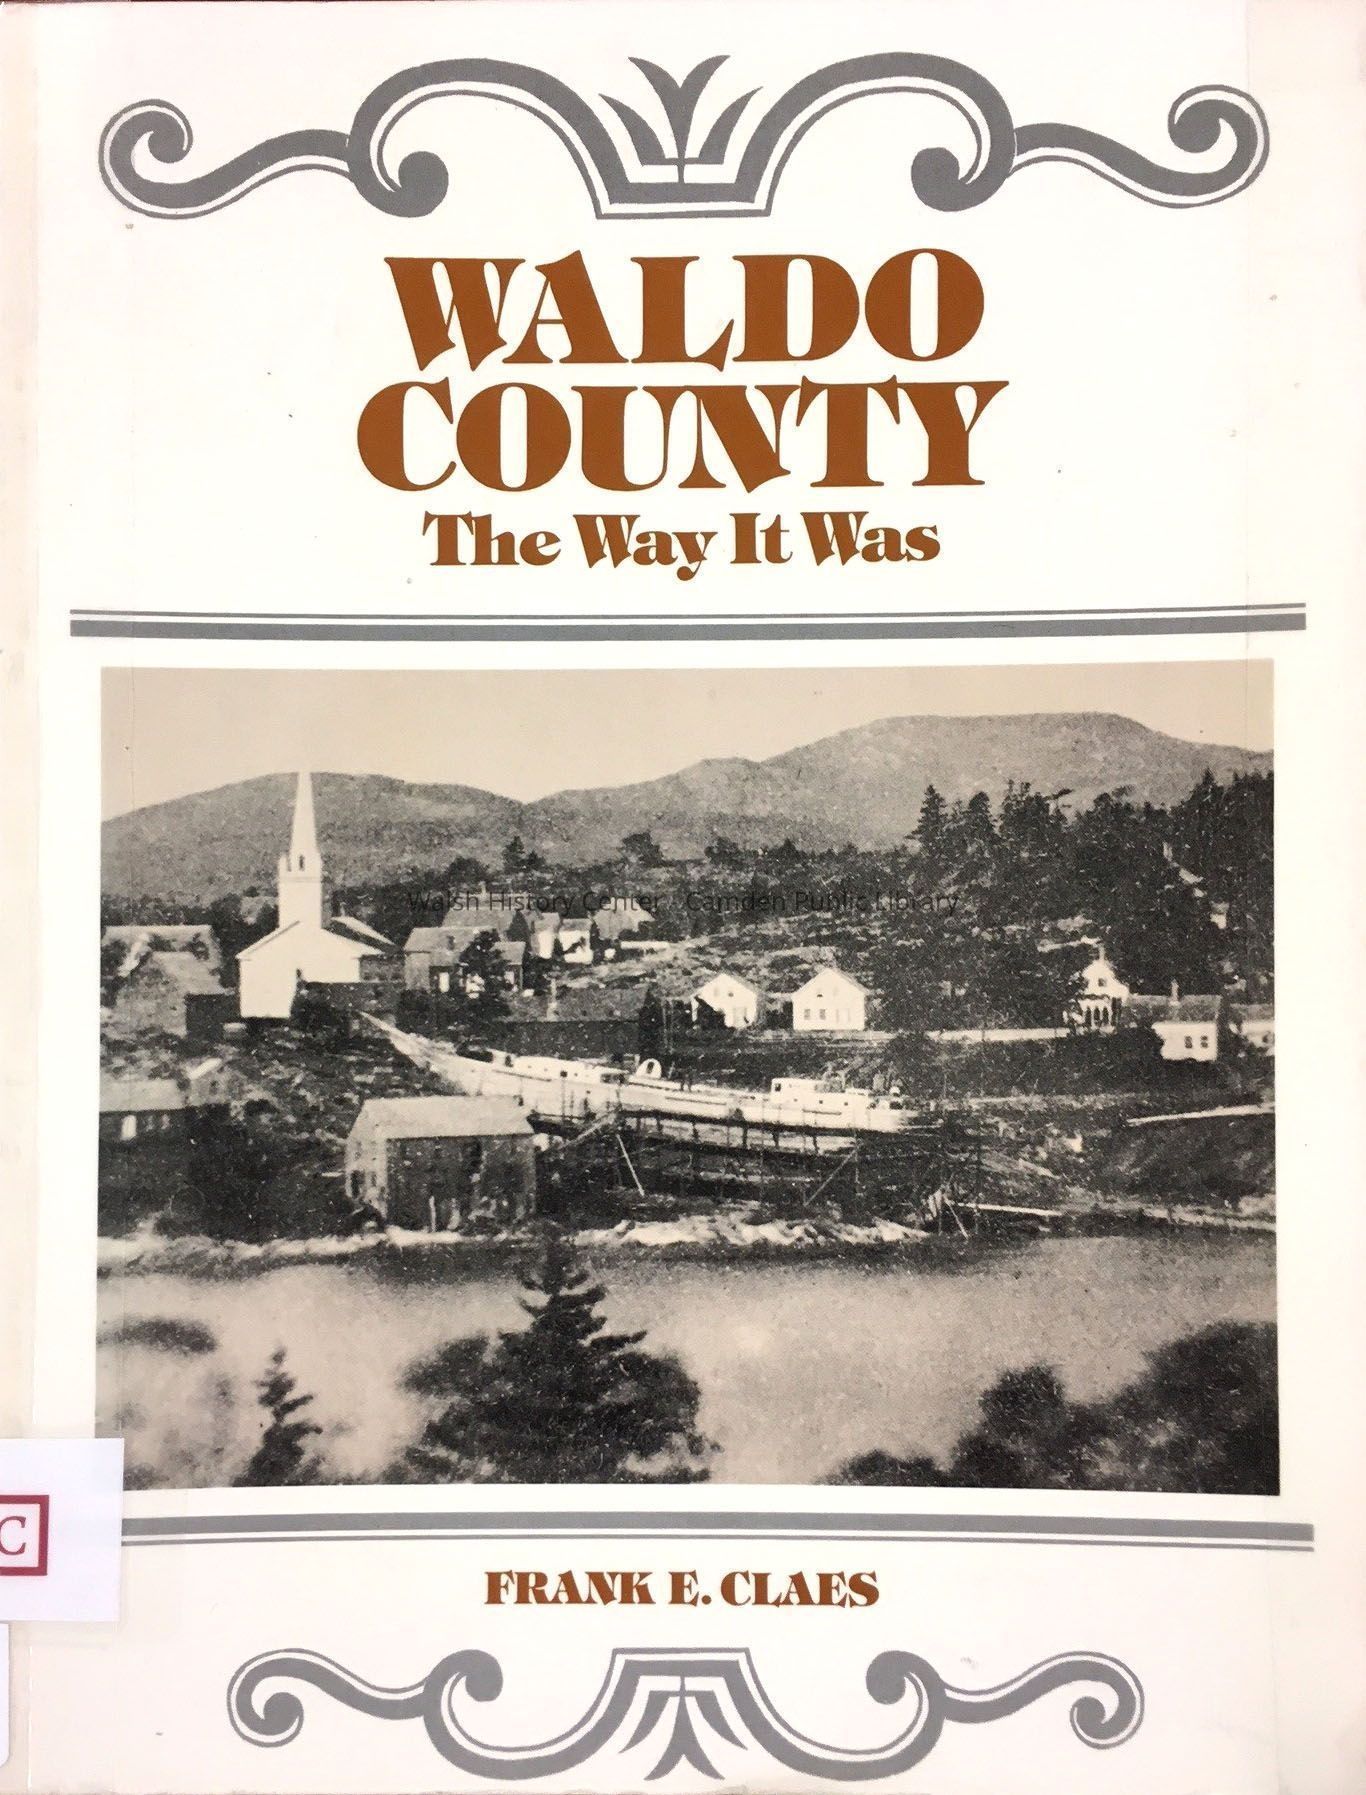 WALDO
COUNTY
The Way It Was
Walsh History Center - Camden Public Library
C
FRANK E. CLAES